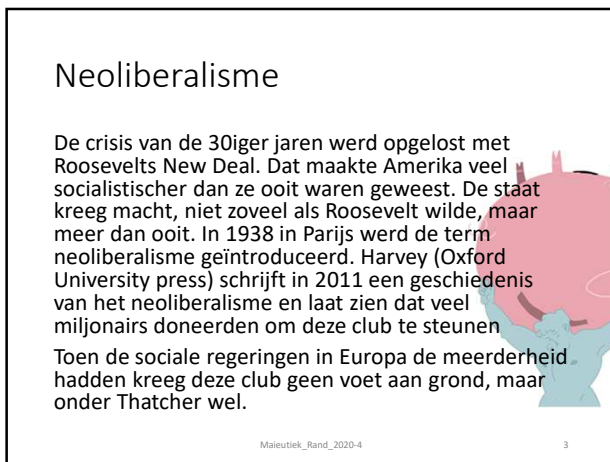 Neoliberalisme
De crisis van de 30iger jaren werd opgelost met
Roosevelts New Deal. Dat maakte Amerika veel
socialistischer dan ze ooit waren geweest. De staat
kreeg macht, niet zoveel als Roosevelt wilde, maar
meer dan ooit. In 1938 in Parijs werd de term
neoliberalisme geïntroduceerd. Harvey (Oxford
University press) schrijft in 2011 een geschiedenis
van het neoliberalisme en laat zien dat veel
miljonairs doneerden om deze club te steunen
Toen de sociale regeringen in Europa de meerderheid
hadden kreeg deze club geen voet aan grond, maar
onder Thatcher wel.
Maieutiek_Rand_2020-4
3